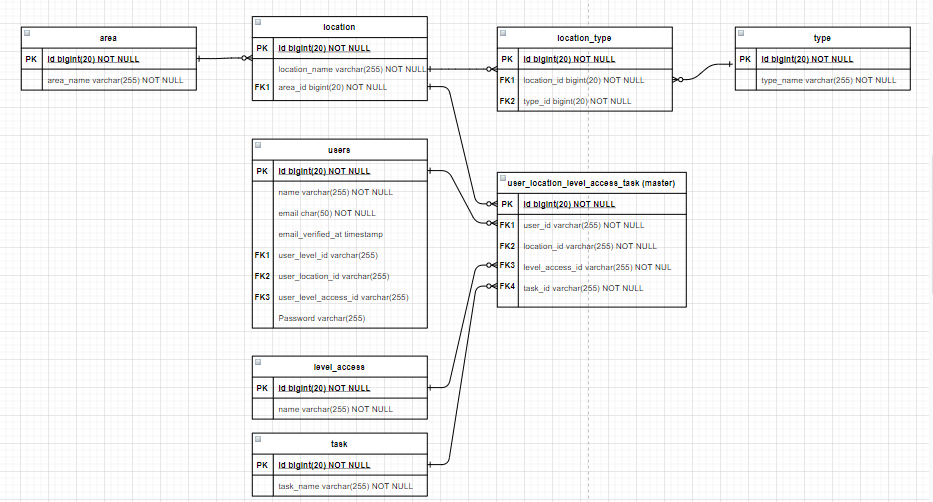 area
PK id bigint(20) NOT NULL
area_name varchar(255) NOT NULL
location
PK id bigint(20) NOT NULL
location_name varchar(255) NOT NULL
FK1 area_id bigint(20) NOT NULL
location_type
PK id bigint(20) NOT NULL
FK1 location_id bigint(20) NOT NULL
FK2 type_id bigint(20) NOT NULL
type
PK id bigint(20) NOT NULL
type_name varchar(255) NOT NULL
users
PK id bigint(20) NOT NULL
name varchar(255) NOT NULL
email char(50) NOT NULL
email_verified_at timestamp
FK1 user_level_id varchar(255)
FK2 user_location_id varchar(255)
FK3 user_level_access_id varchar(255)
Password varchar(255)
user_location_level_access_task (master)
PK id bigint(20) NOT NULL
FK1 user_id varchar(255) NOT NULL
FK2 location_id varchar(255) NOT NULL
FK3 level_access_id varchar(255) NOT NUL
FK4 task_id varchar(255) NOT NULL
level_access
PK id bigint(20) NOT NULL
name varchar(255) NOT NULL
task
PK id bigint(20) NOT NULL
task_name varchar(255) NOT NULL